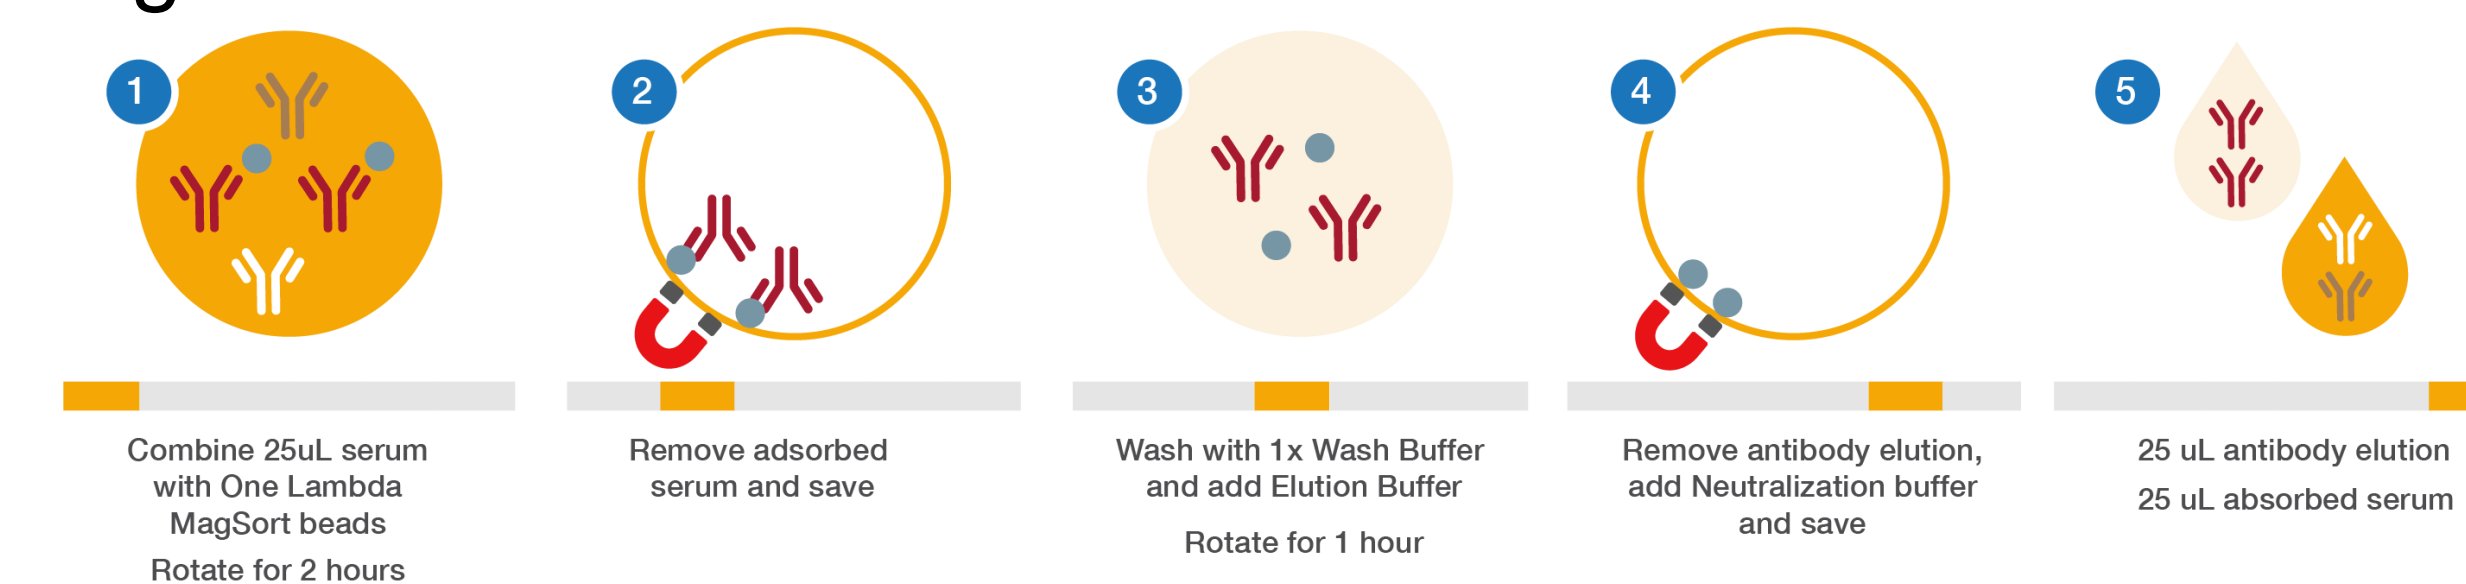 1
2
3
4
5
Combine 25uL serum
with One Lambda
MagSort beads
Rotate for 2 hours
Remove adsorbed
serum and save
Wash with 1x Wash Buffer
and add Elution Buffer
Rotate for 1 hour
Remove antibody elution,
add Neutralization buffer
and save
25 uL antibody elution
25 uL absorbed serum